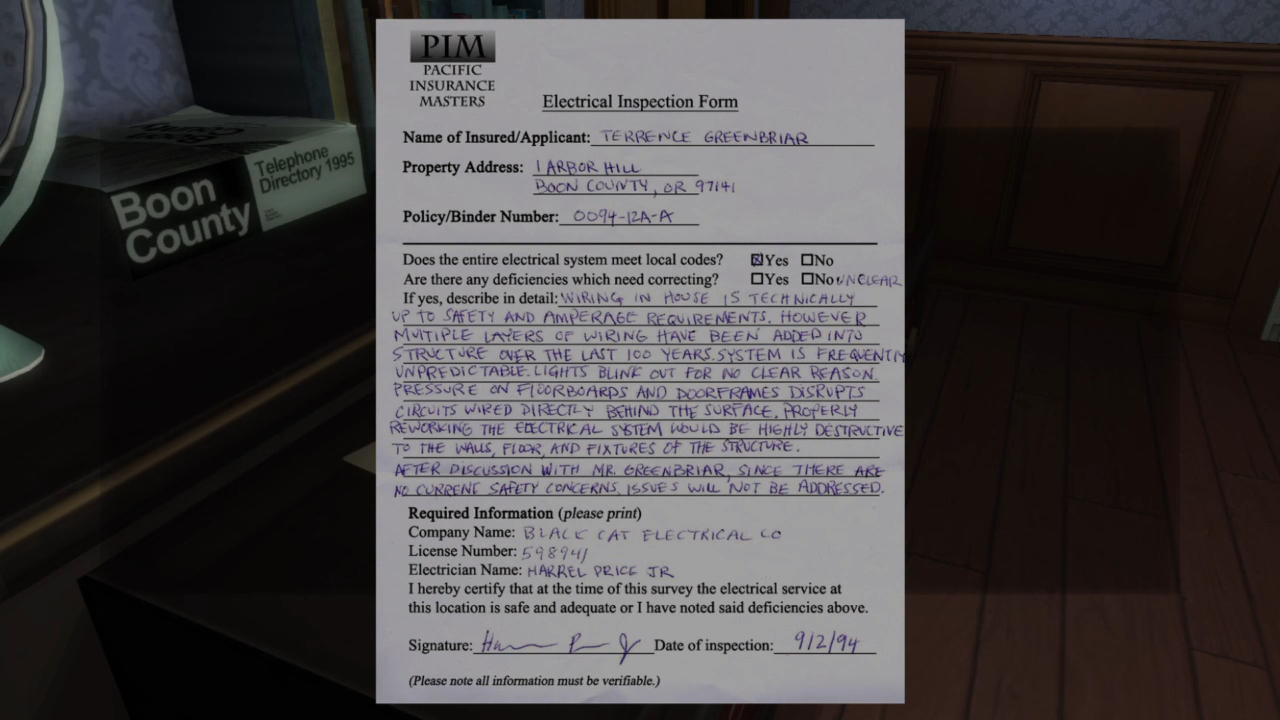 PIM
PACIFIC
INSURANCE
MASTERS
Electrical Inspection Form
Name of Insured/Applicant: TERRENCE GREENBRIAR
Property Address: 1 ARBOR HILL
BOON COUNTY, OR 97141
Policy/Binder Number: 0094-12A-A
Does the entire electrical system meet local codes? ☒Yes ☐No
Are there any deficiencies which need correcting? ☐Yes ☐No UNCLEAR
If yes, describe in detail: WIRING IN HOUSE IS TECHNICALLY
UP TO SAFETY AND AMPERAGE REQUIREMENTS. HOWEVER
MULTIPLE LAYERS OF WIRING HAVE BEEN ADDED INTO
STRUCTURE OVER THE LAST 100 YEARS. SYSTEM IS FREQUENTLY
UNPREDICTABLE. LIGHTS BLINK OUT FOR NO CLEAR REASON.
PRESSURE ON FLOORBOARDS AND DOORFRAMES DISRUPTS
CIRCUITS WIRED DIRECTLY BEHIND THE SURFACE. PROPERLY
REWORKING THE ELECTRICAL SYSTEM WOULD BE HIGHLY DESTRUCTIVE
TO THE WALLS, FLOOR, AND FIXTURES OF THE STRUCTURE.
AFTER DISCUSSION WITH MR. GREENBRIAR, SINCE THERE ARE
NO CURRENT SAFETY CONCERNS, ISSUES WILL NOT BE ADDRESSED.
Required Information (please print)
Company Name: BLACK CAT ELECTRICAL CO
License Number: 598941
Electrician Name: HARREL PRICE JR
I hereby certify that at the time of this survey the electrical service at
this location is safe and adequate or I have noted said deficiencies above.
Signature: Date of inspection: 9/2/94
(Please note all information must be verifiable.)
Boon
County
Telephone
Directory 1995